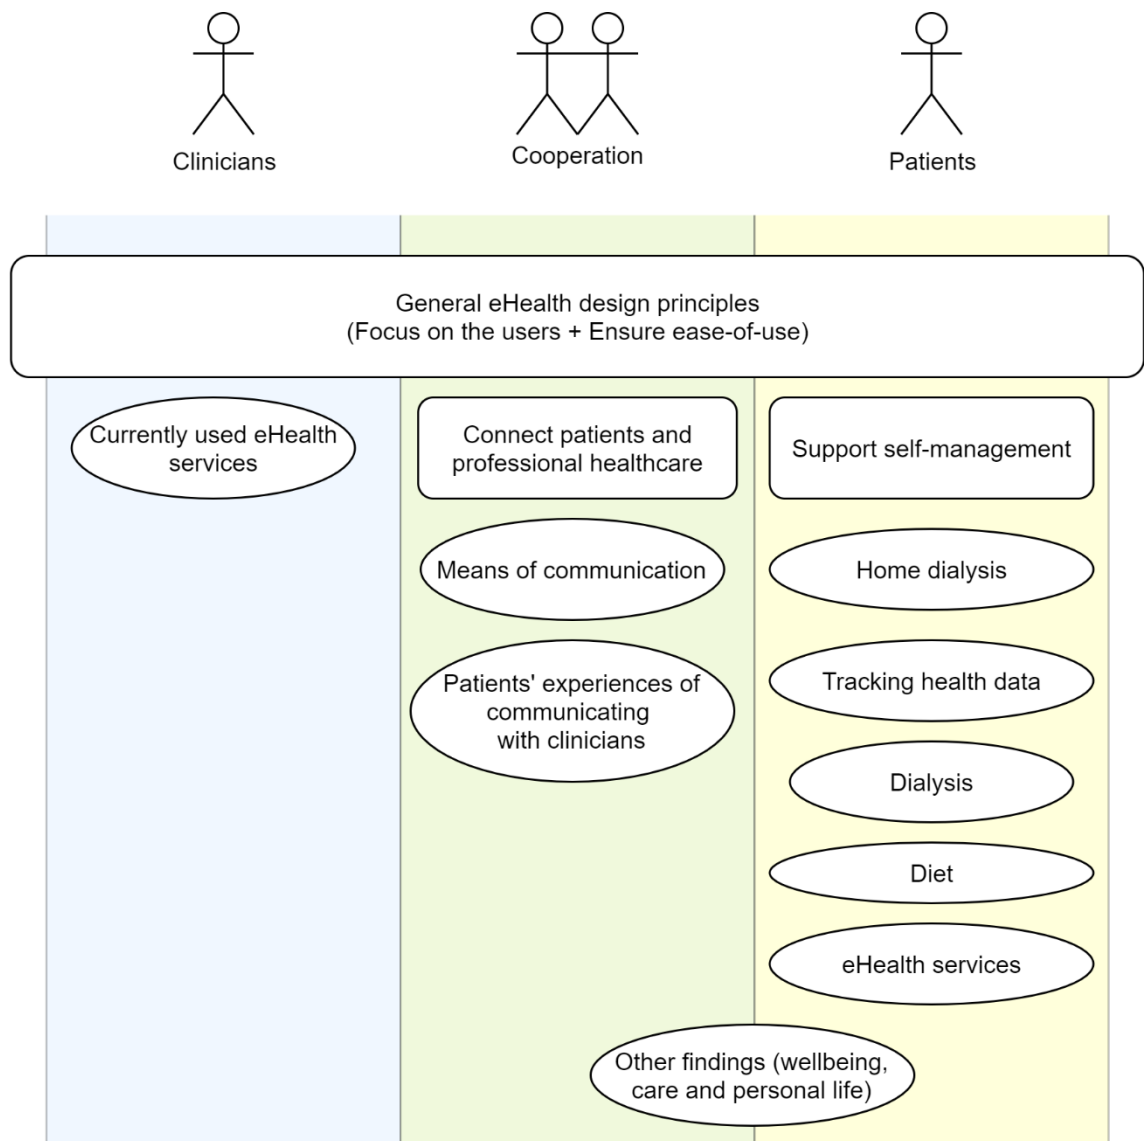 Clinicians
Cooperation
Patients
General eHealth design principles
(Focus on the users + Ensure ease-of-use)
Currently used eHealth
services
Connect patients and
professional healthcare
Support self-management
Means of communication
Home dialysis
Patients' experiences of
communicating
with clinicians
Tracking health data
Dialysis
Diet
eHealth services
Other findings (wellbeing,
care and personal life)